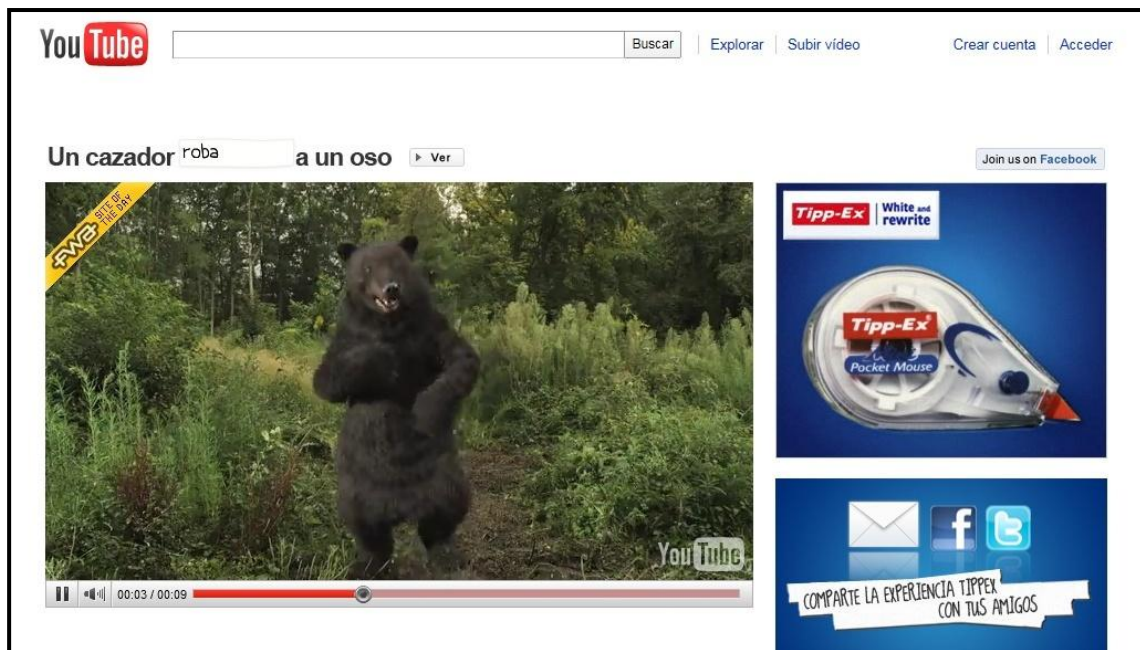 YouTube
Buscar
Explorar
Subir vídeo
Crear cuenta
Acceder
Un cazador roba a un oso
Ver
Join us on Facebook
fwa SITE OF THE DAY
Tipp-Ex White and rewrite
Tipp-Ex
Pocket Mouse
YouTube
00:03 / 00:09
COMPARTE LA EXPERIENCIA TIPPEX
CON TUS AMIGOS